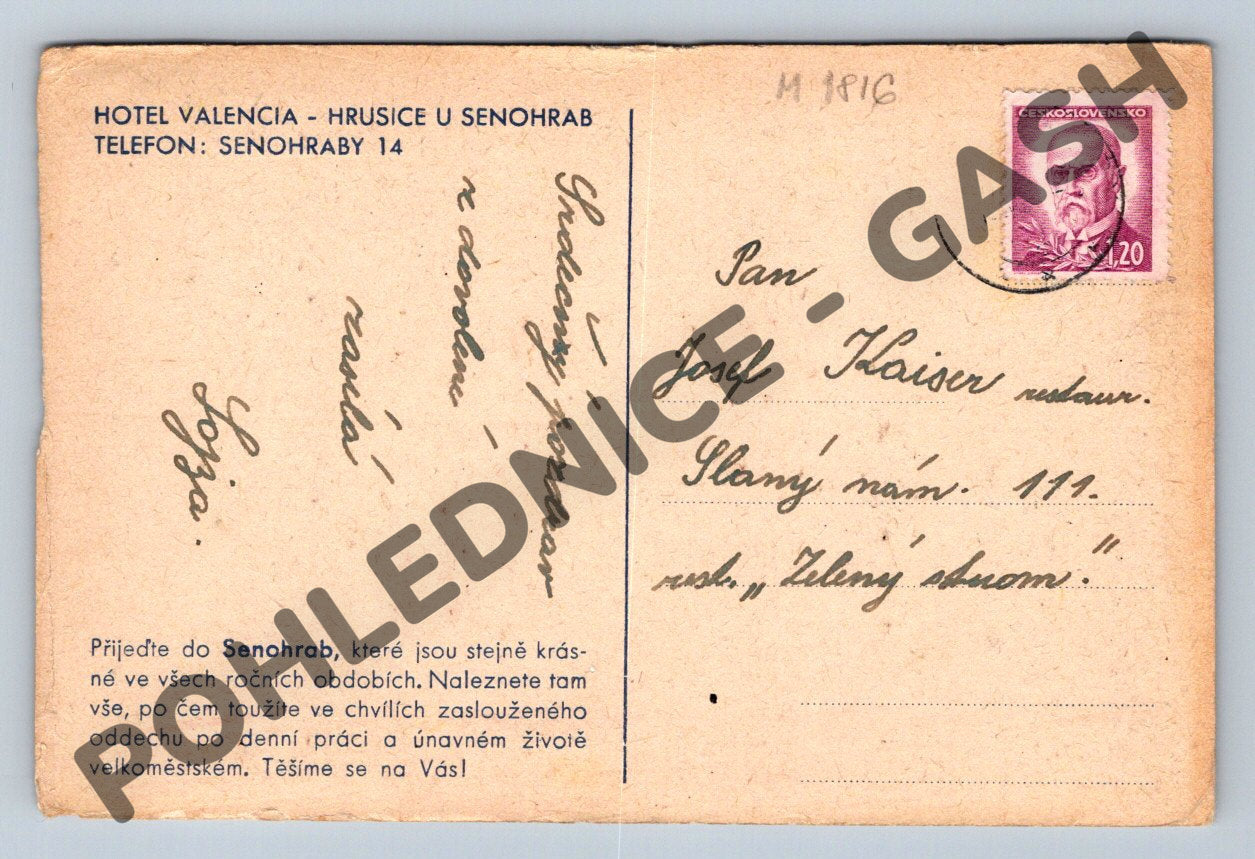 HOTEL VALENCIA - HRUSICE U SENOHRAB
TELEFON: SENOHRABY 14
Srdečný pozdrav
z dovolené
zasílá
Přijeďte do Senohrab, které jsou stejně krás-
né ve všech ročních obdobích. Naleznete tam
vše, po čem toužíte ve chvílích zaslouženého
oddechu po denní práci a únavném životě
velkoměstském. Těšíme se na Vás!
M 1816
ČESKOSLOVENSKO
1,20
Pan
Josef Kaiser restaur.
Slaný nám. 111.
rest. „Zelený strom."
POHLEDNICE - GASH